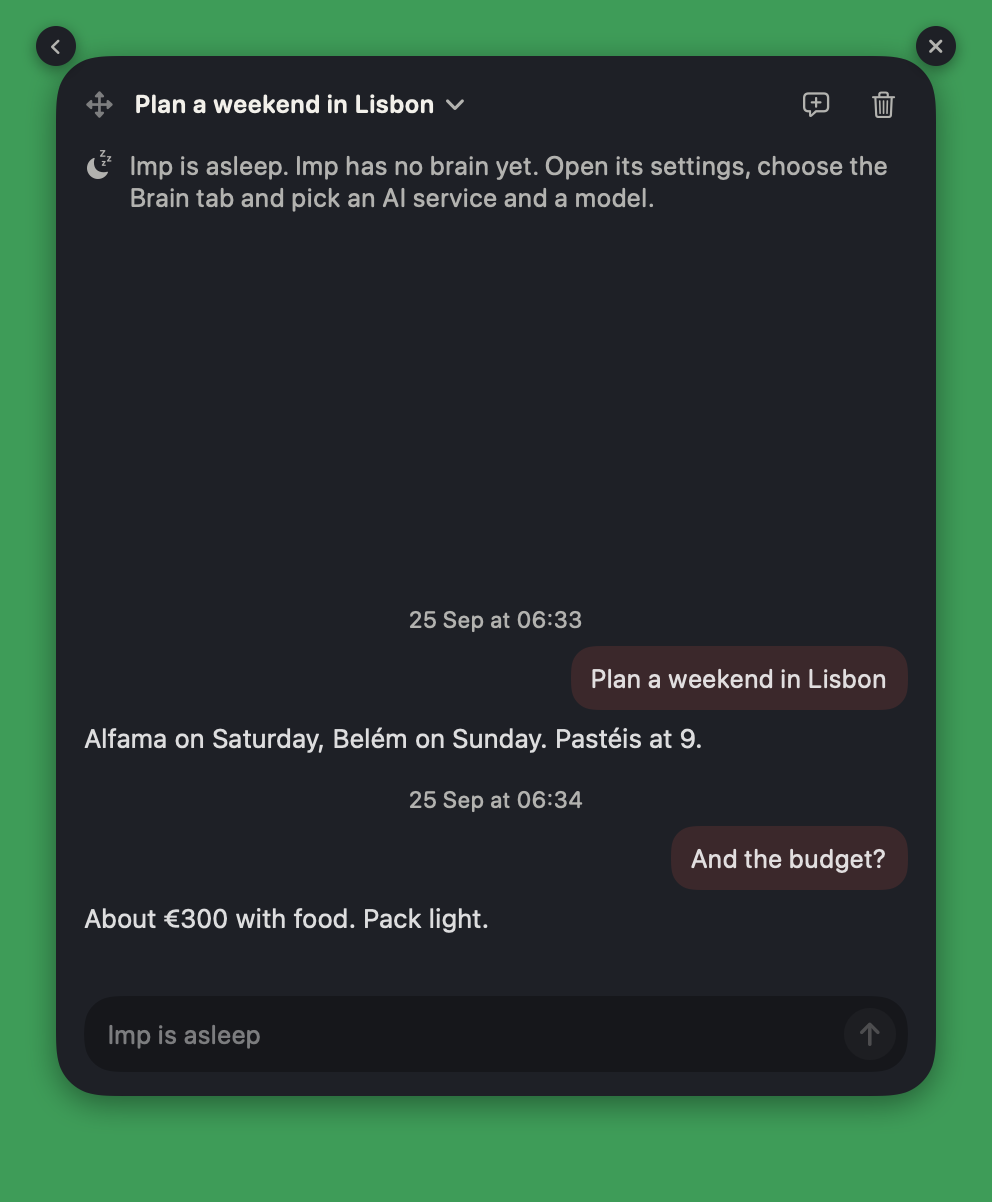 Plan a weekend in Lisbon
Imp is asleep. Imp has no brain yet. Open its settings, choose the
Brain tab and pick an AI service and a model.
25 Sep at 06:33
Plan a weekend in Lisbon
Alfama on Saturday, Belém on Sunday. Pastéis at 9.
25 Sep at 06:34
And the budget?
About €300 with food. Pack light.
Imp is asleep